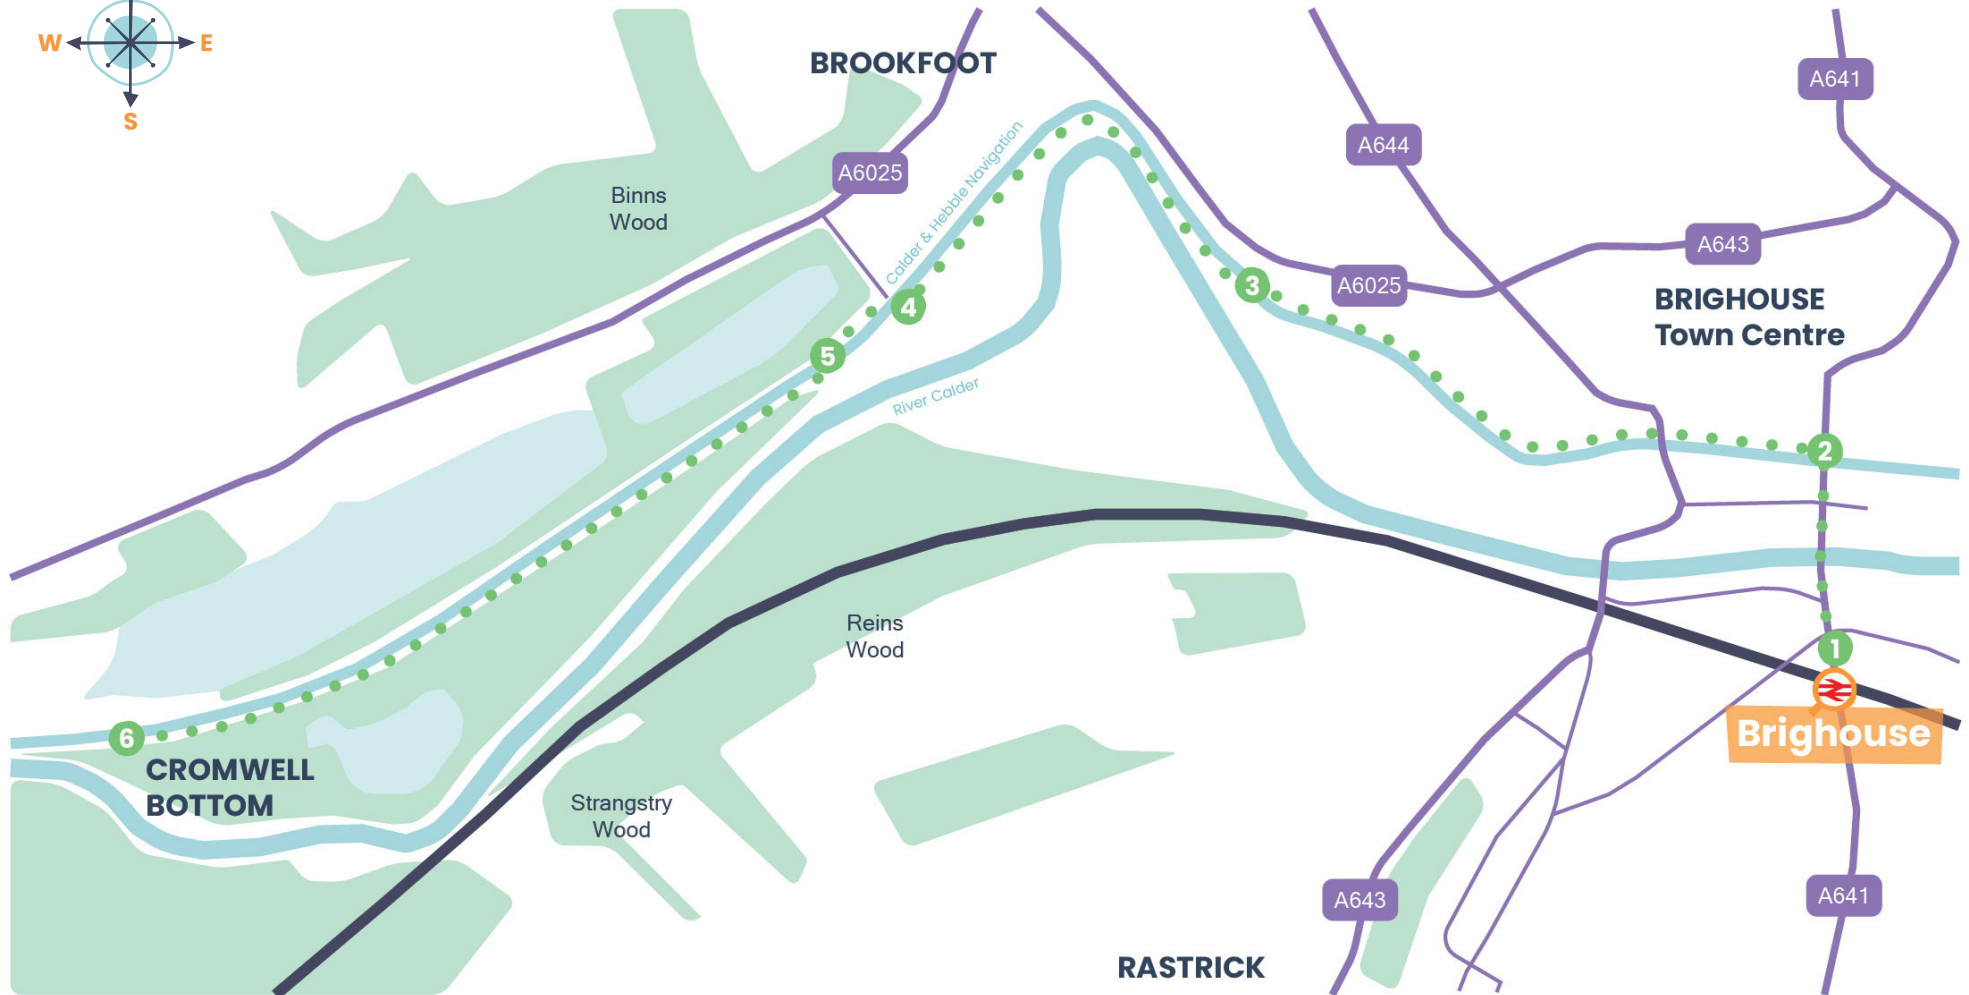 W
E
S
BROOKFOOT
A6025
Binns
Wood
Calder & Hebble Navigation
A644
A641
A643
A6025
BRIGHOUSE
Town Centre
3
4
5
River Calder
2
Reins
Wood
1
Brighouse
6
CROMWELL
BOTTOM
Strangstry
Wood
A643
A641
RASTRICK